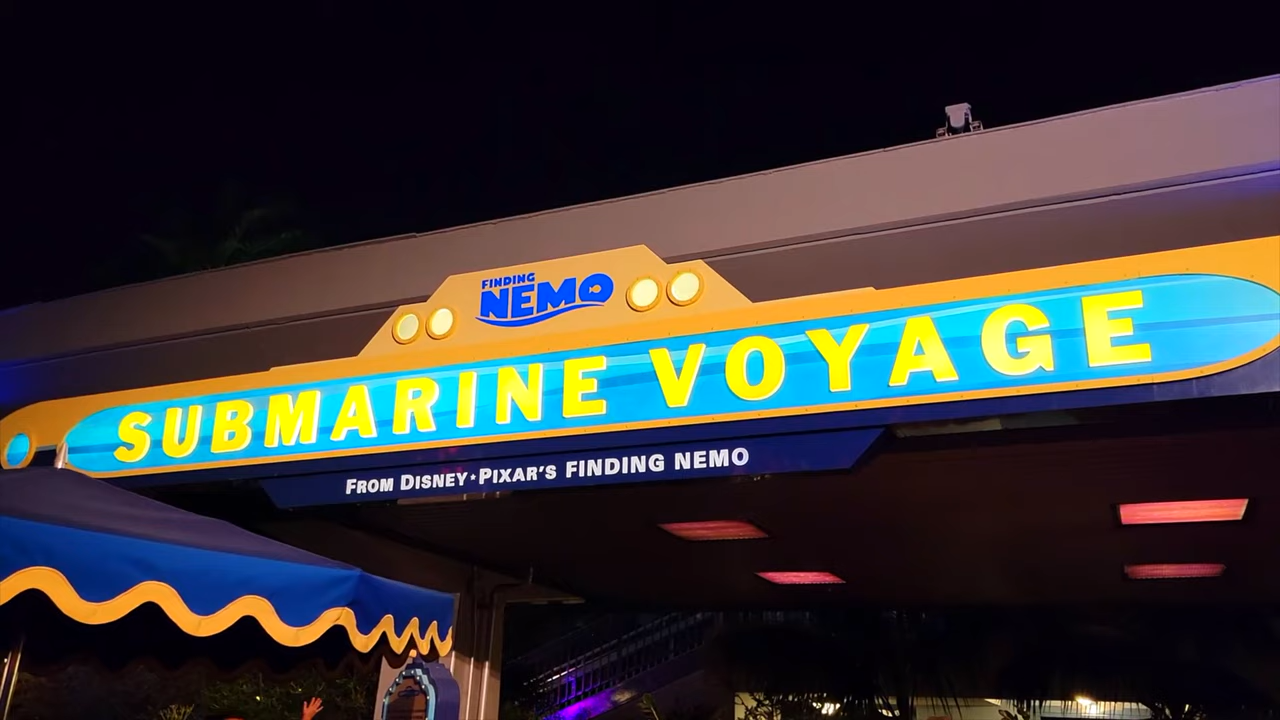 FINDING
NEMO
SUBMARINE VOYAGE
FROM DISNEY★PIXAR'S FINDING NEMO